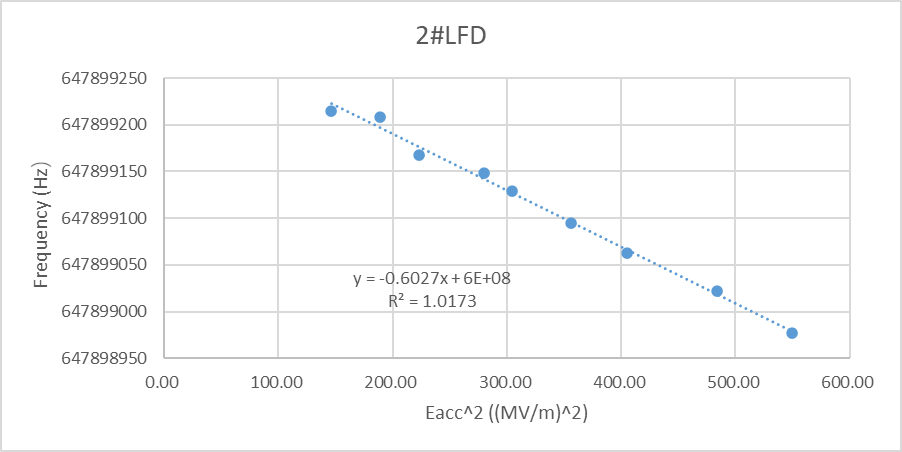 2#LFD
647899250
647899200
647899150
647899100
647899050
647899000
647898950
Frequency (Hz)
y = -0.6027x + 6E+08
R² = 1.0173
0.00 100.00 200.00 300.00 400.00 500.00 600.00
Eacc^2 ((MV/m)^2)